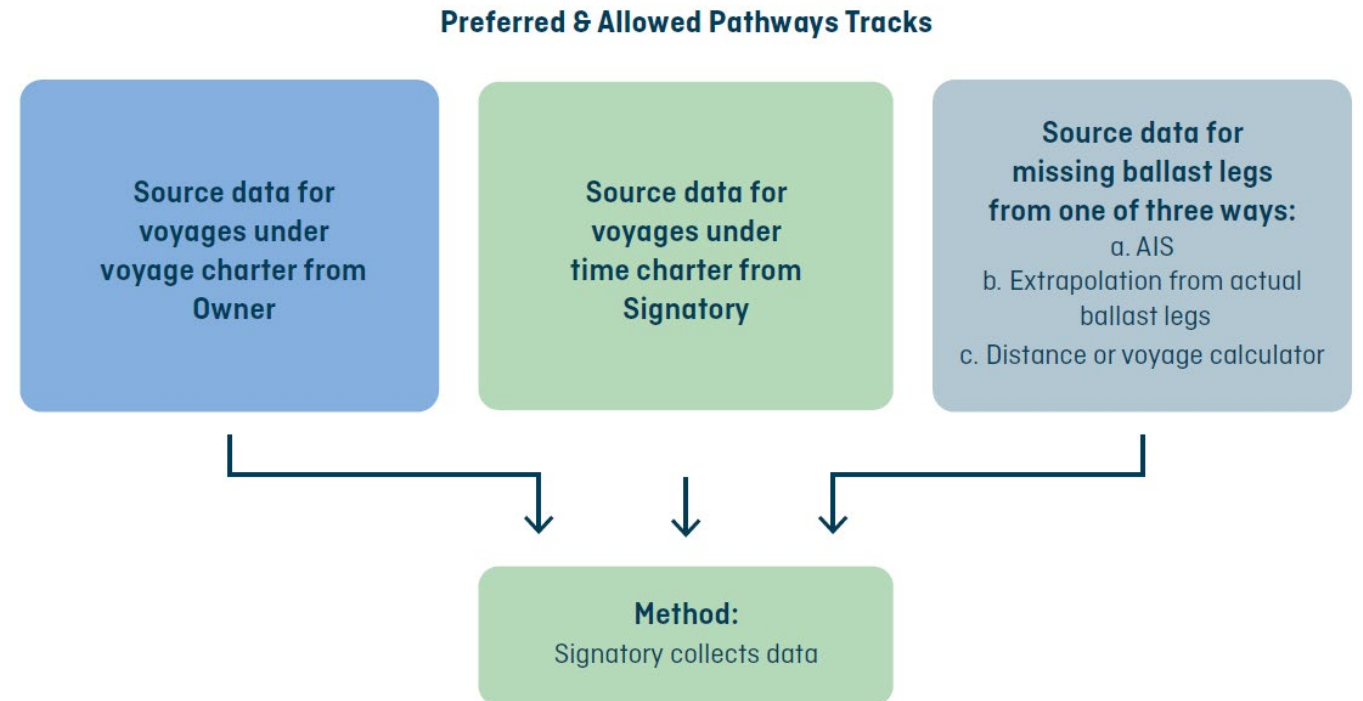 Preferred & Allowed Pathways Tracks
Source data for
voyages under
voyage charter from
Owner
Source data for
voyages under
time charter from
Signatory
Source data for
missing ballast legs
from one of three ways:
a. AIS
b. Extrapolation from actual
ballast legs
c. Distance or voyage calculator
Method:
Signatory collects data